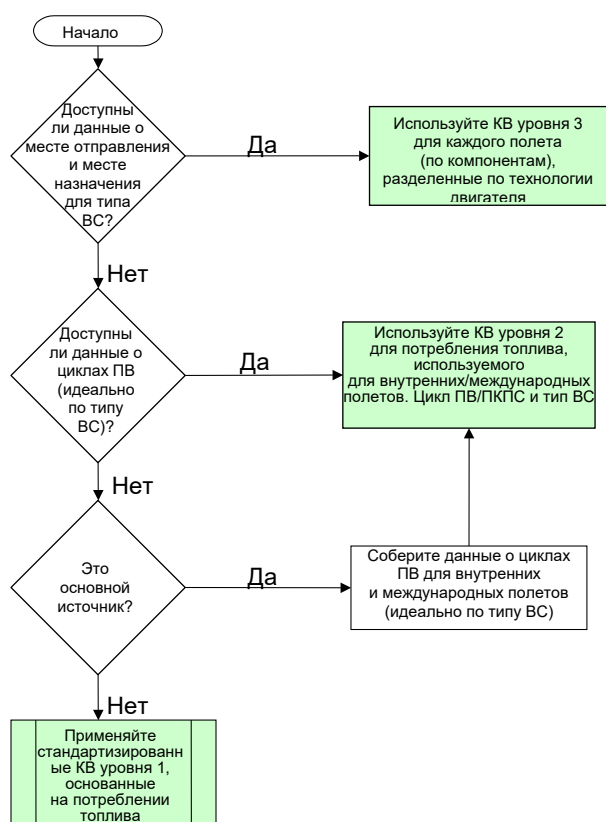 Начало
Доступны
ли данные о
месте отправления
и месте
назначения
для типа
ВС?
Да
Используйте КВ уровня 3
для каждого полета
(по компонентам),
разделенные по технологии
двигателя
Нет
Доступны
ли данные о
циклах ПВ
(идеально
по типу
ВС)?
Да
Используйте КВ уровня 2
для потребления топлива,
используемого
для внутренних/международных
полетов. Цикл ПВ/ПКПС и тип ВС
Нет
Это
основной
источник?
Да
Соберите данные о циклах
ПВ для внутренних
и международных полетов
(идеально по типу ВС)
Нет
Применяйте
стандартизированн
ые КВ уровня 1,
основанные
на потреблении
топлива